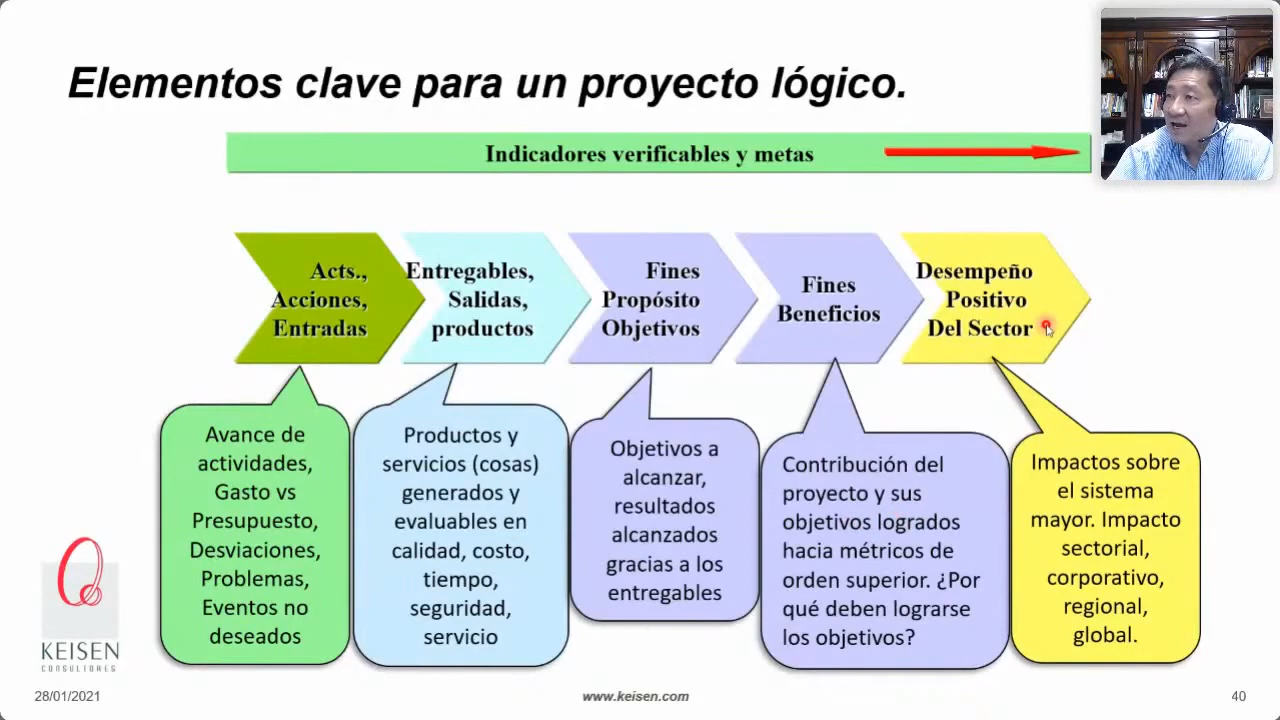 Elementos clave para un proyecto lógico.
Indicadores verificables y metas
Acts.,
Acciones,
Entradas
Entregables,
Salidas,
productos
Fines
Propósito
Objetivos
Fines
Beneficios
Desempeño
Positivo
Del Sector
Avance de
actividades,
Gasto vs
Presupuesto,
Desviaciones,
Problemas,
Eventos no
deseados
Productos y
servicios (cosas)
generados y
evaluables en
calidad, costo,
tiempo,
seguridad,
servicio
Objetivos a
alcanzar,
resultados
alcanzados
gracias a los
entregables
Contribución del
proyecto y sus
objetivos logrados
hacia métricos de
orden superior. ¿Por
qué deben lograrse
los objetivos?
Impactos sobre
el sistema
mayor. Impacto
sectorial,
corporativo,
regional,
global.
KEISEN
CONSULTORES
28/01/2021
www.keisen.com
40